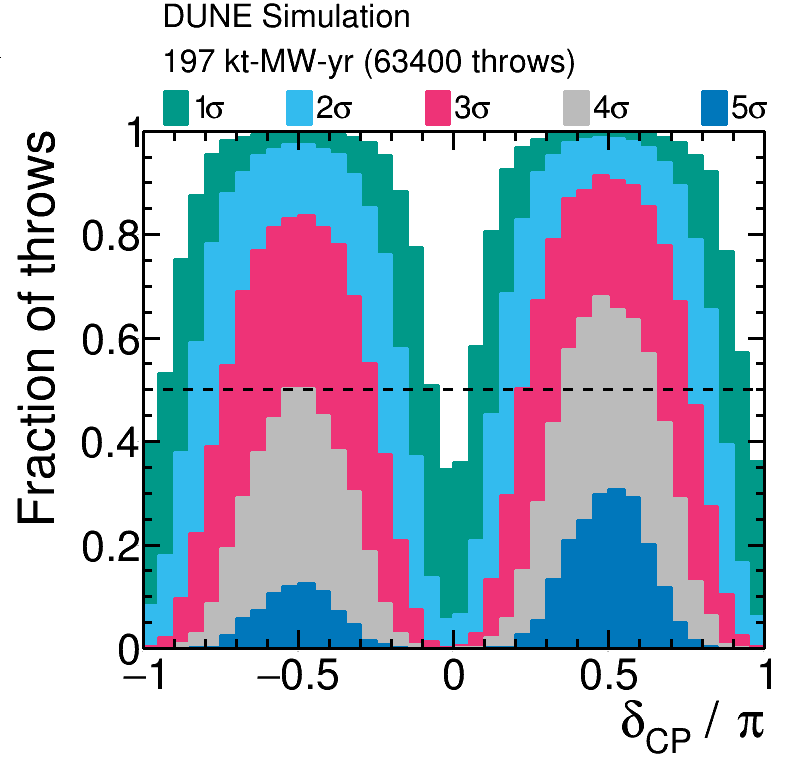 DUNE Simulation
197 kt-MW-yr (63400 throws)
1σ 2σ 3σ 4σ 5σ
Fraction of throws
1
0.8
0.6
0.4
0.2
0
−1 −0.5 0 0.5 1
δCP / π